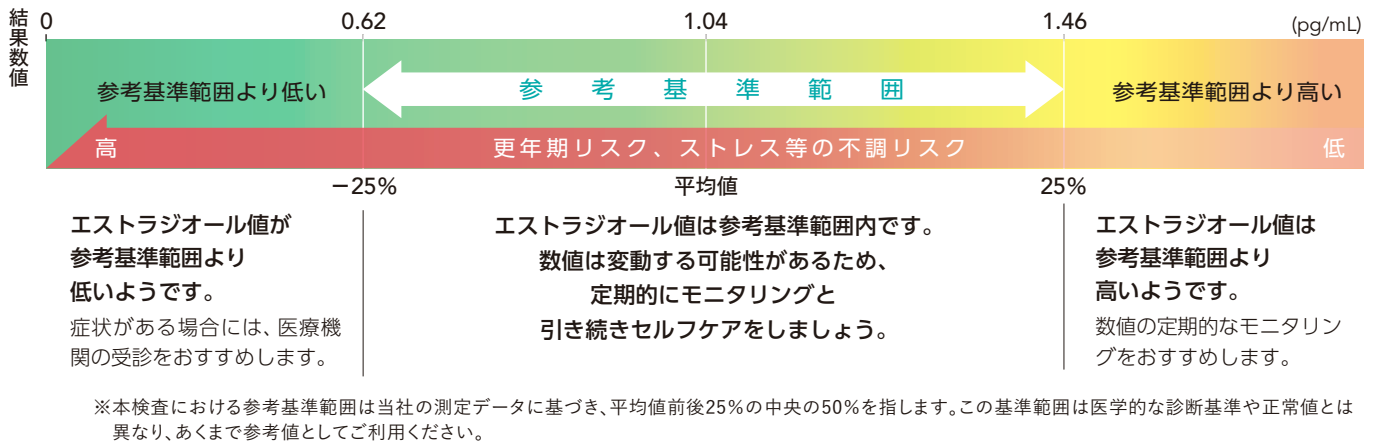 結果数値
0
0.62
1.04
1.46
(pg/mL)
参考基準範囲より低い
参考基準範囲
参考基準範囲より高い
高
更年期リスク、ストレス等の不調リスク
低
−25%
平均値
25%
エストラジオール値が
参考基準範囲より
低いようです。
症状がある場合には、医療機
関の受診をおすすめします。
エストラジオール値は参考基準範囲内です。
数値は変動する可能性があるため、
定期的にモニタリングと
引き続きセルフケアをしましょう。
エストラジオール値は
参考基準範囲より
高いようです。
数値の定期的なモニタリン
グをおすすめします。
※本検査における参考基準範囲は当社の測定データに基づき、平均値前後25%の中央の50%を指します。この基準範囲は医学的な診断基準や正常値とは
異なり、あくまで参考値としてご利用ください。